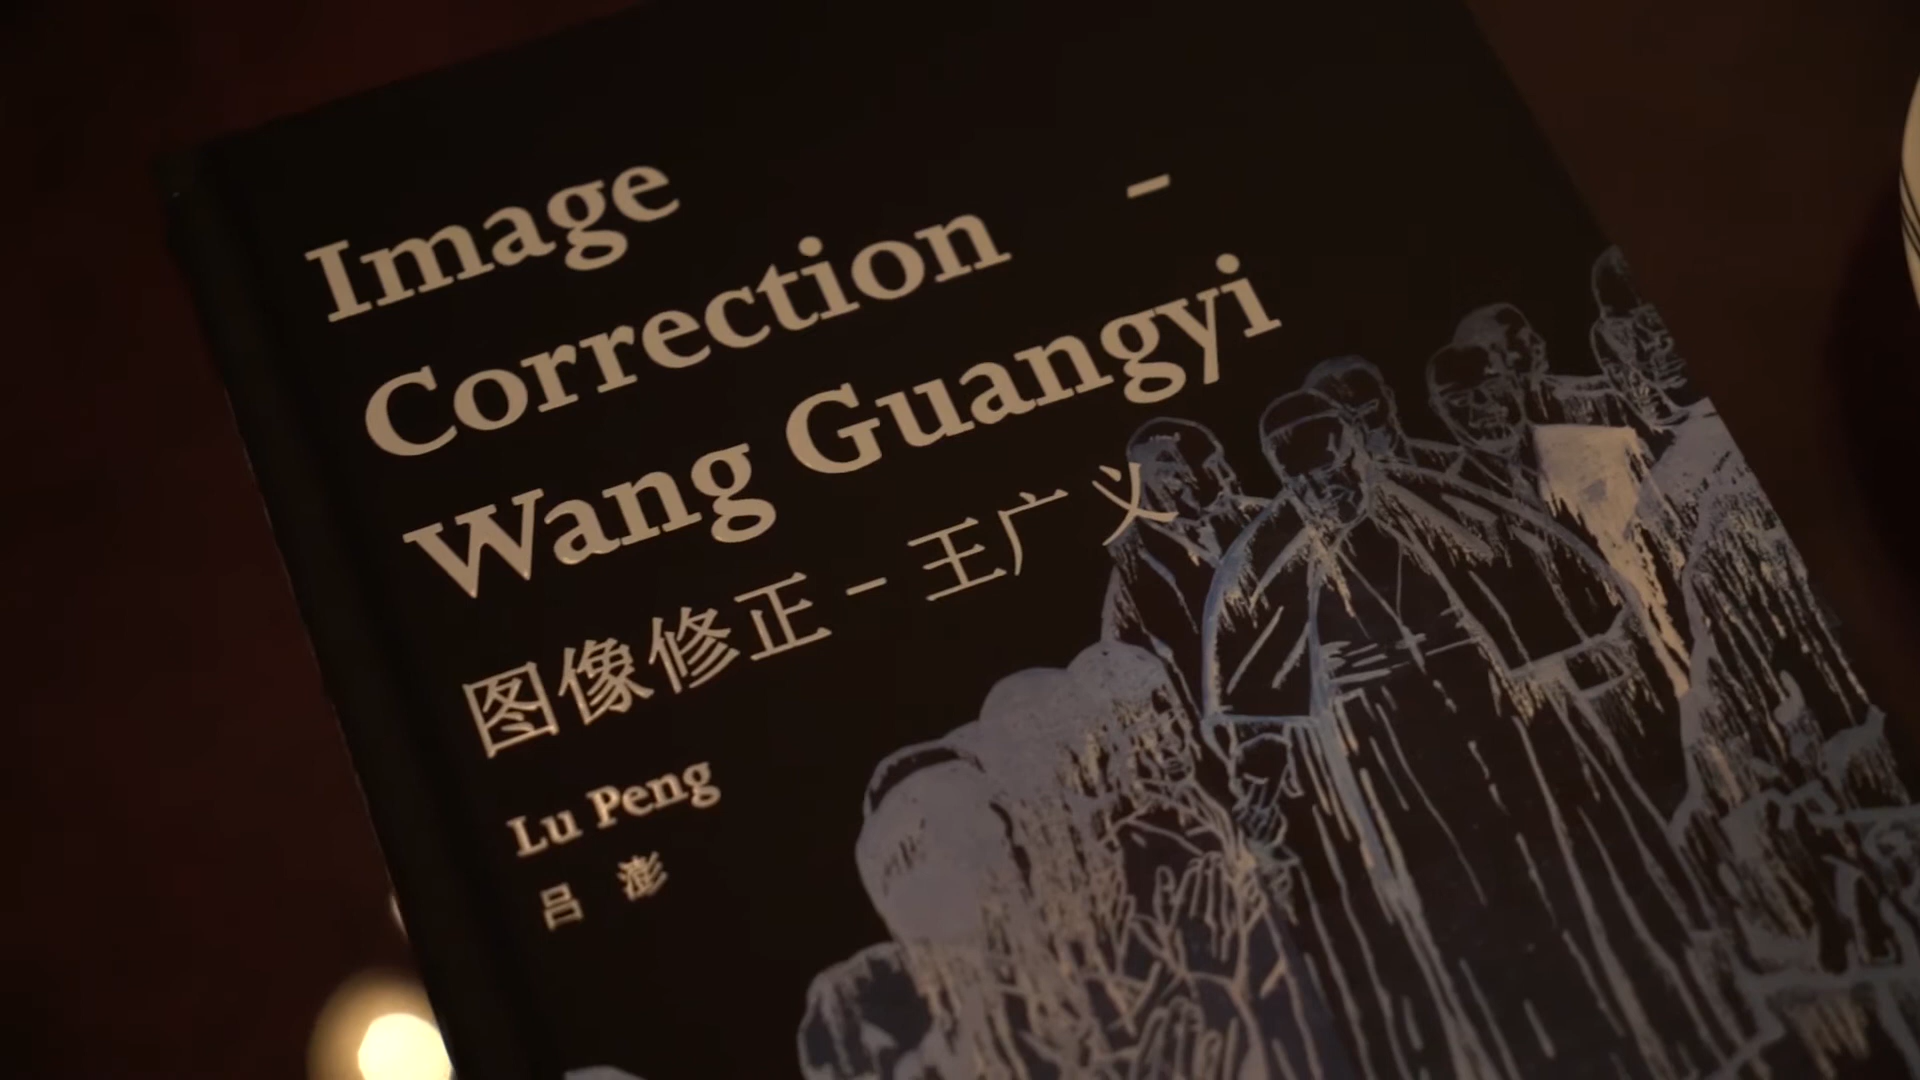 Image
Correction -
Wang Guangyi
图像修正 – 王广义
Lu Peng
吕 澎